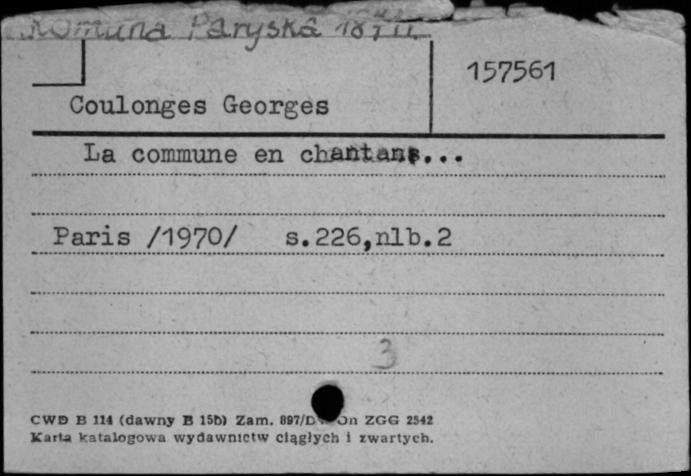 Komuna Paryska 1871 r.
157561
Coulonges Georges
La commune en chantant...
Paris /1970/ s.226,nlb.2
3
CWD B 114 (dawny B 15b) Zam. 897/D on ZGG 2542
Karta katalogowa wydawnictw ciągłych i zwartych.